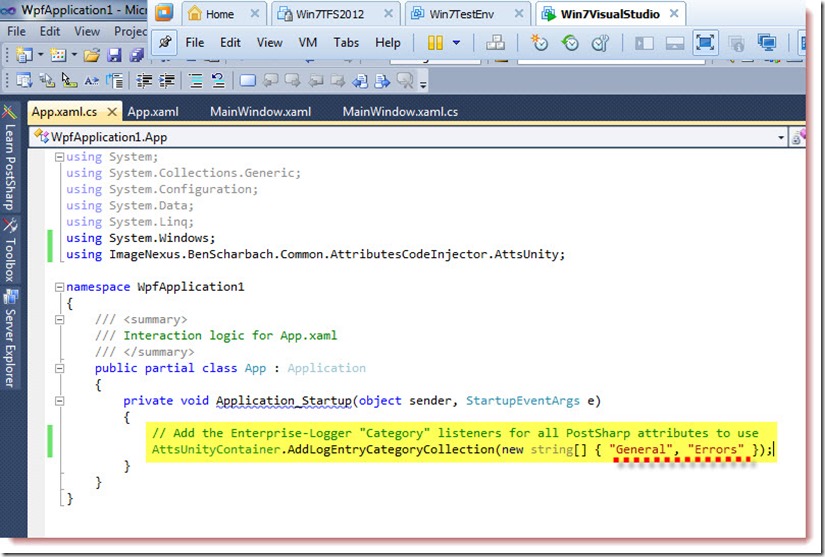 WpfApplication1 - Micr
Home
Win7TFS2012
Win7TestEnv
Win7VisualStudio
File Edit View Proje
File Edit View VM Tabs Help
App.xaml.cs App.xaml MainWindow.xaml MainWindow.xaml.cs
WpfApplication1.App
Learn PostSharp
Toolbox
Server Explorer
using System;
using System.Collections.Generic;
using System.Configuration;
using System.Data;
using System.Linq;
using System.Windows;
using ImageNexus.BenScharbach.Common.AttributesCodeInjector.AttsUnity;
namespace WpfApplication1
{
/// <summary>
/// Interaction logic for App.xaml
/// </summary>
public partial class App : Application
{
private void Application_Startup(object sender, StartupEventArgs e)
{
// Add the Enterprise-Logger "Category" listeners for all PostSharp attributes to use
AttsUnityContainer.AddLogEntryCategoryCollection(new string[] { "General", "Errors" });
}
}
}